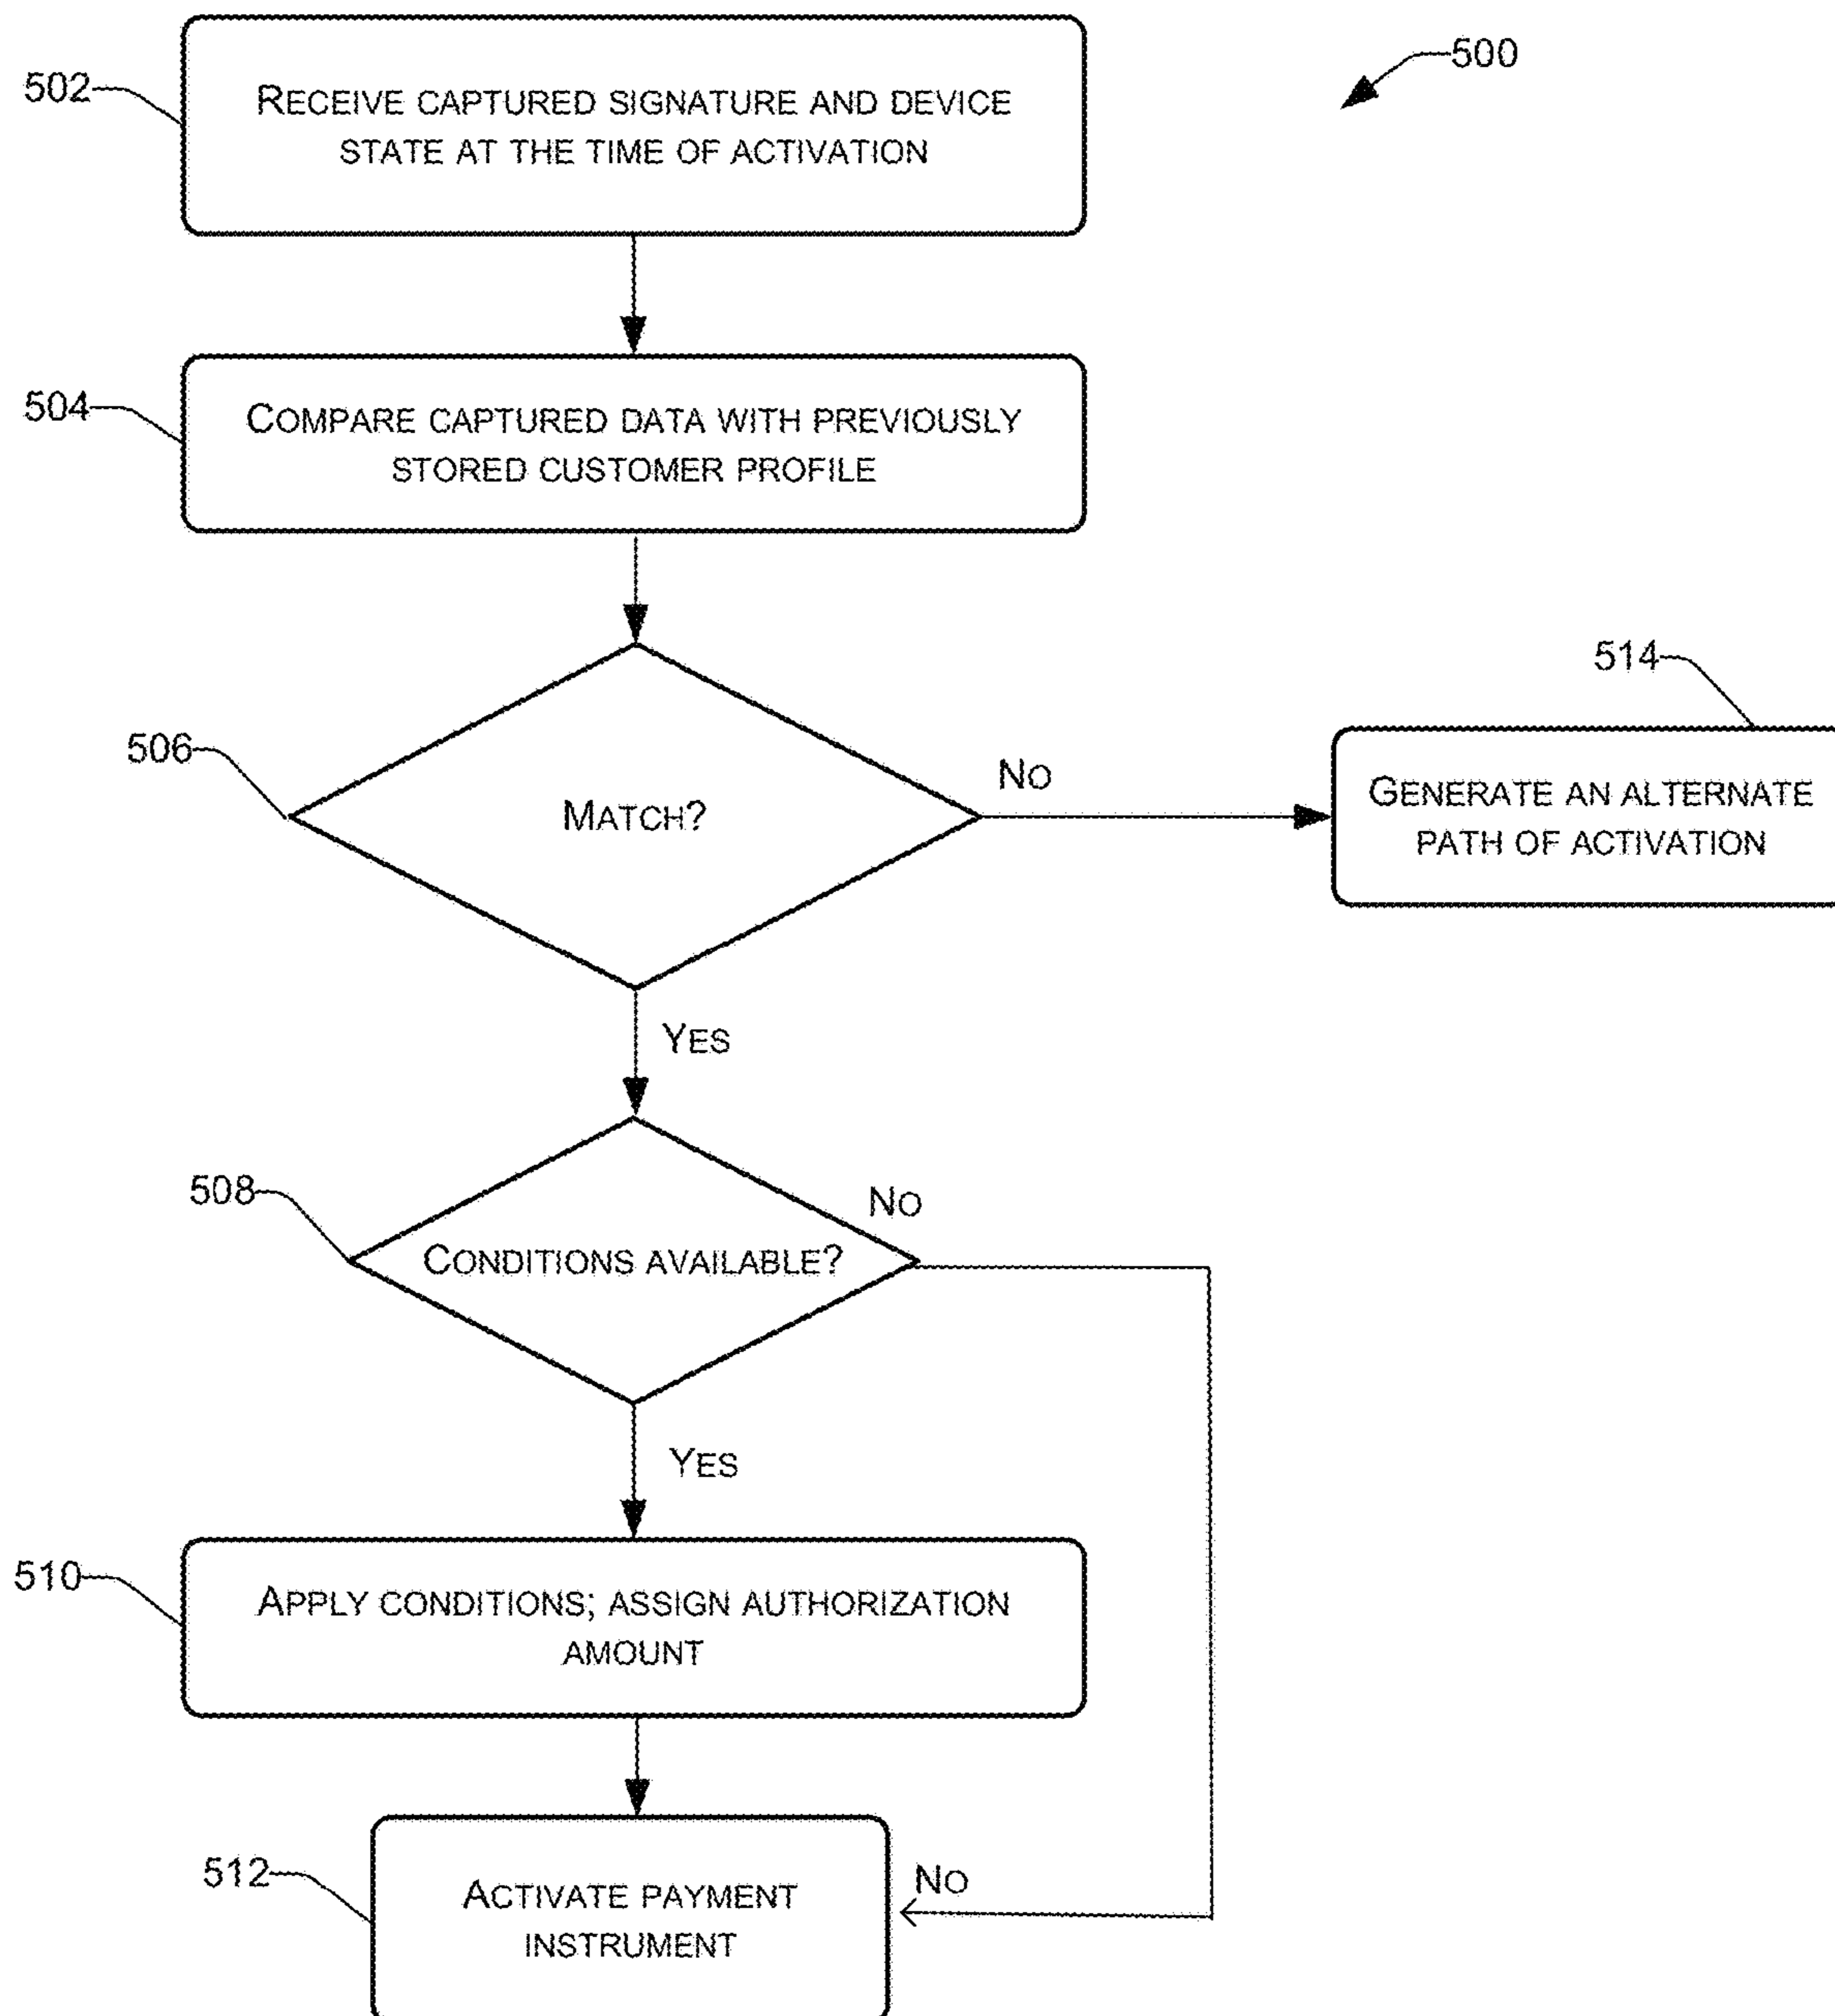 500
502
RECEIVE CAPTURED SIGNATURE AND DEVICE
STATE AT THE TIME OF ACTIVATION
504
COMPARE CAPTURED DATA WITH PREVIOUSLY
STORED CUSTOMER PROFILE
506
MATCH?
NO
514
GENERATE AN ALTERNATE
PATH OF ACTIVATION
YES
508
CONDITIONS AVAILABLE?
NO
YES
510
APPLY CONDITIONS; ASSIGN AUTHORIZATION
AMOUNT
512
ACTIVATE PAYMENT
INSTRUMENT
NO